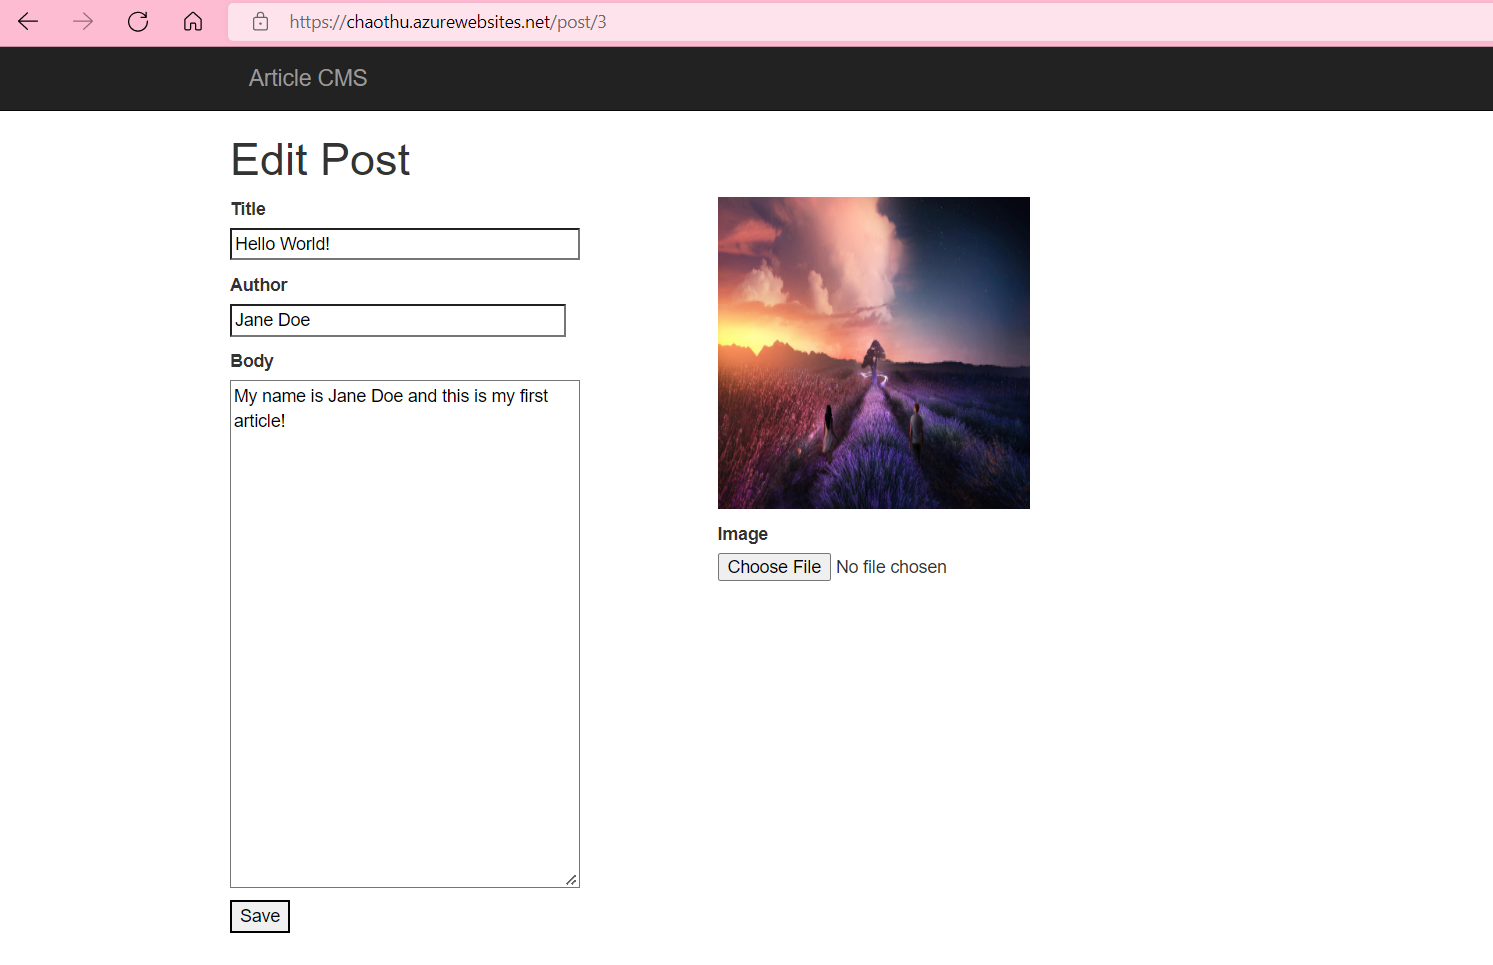 https://chaothu.azurewebsites.net/post/3
Article CMS
Edit Post
Title
Hello World!
Author
Jane Doe
Body
My name is Jane Doe and this is my first
article!
Save
Image
Choose File No file chosen